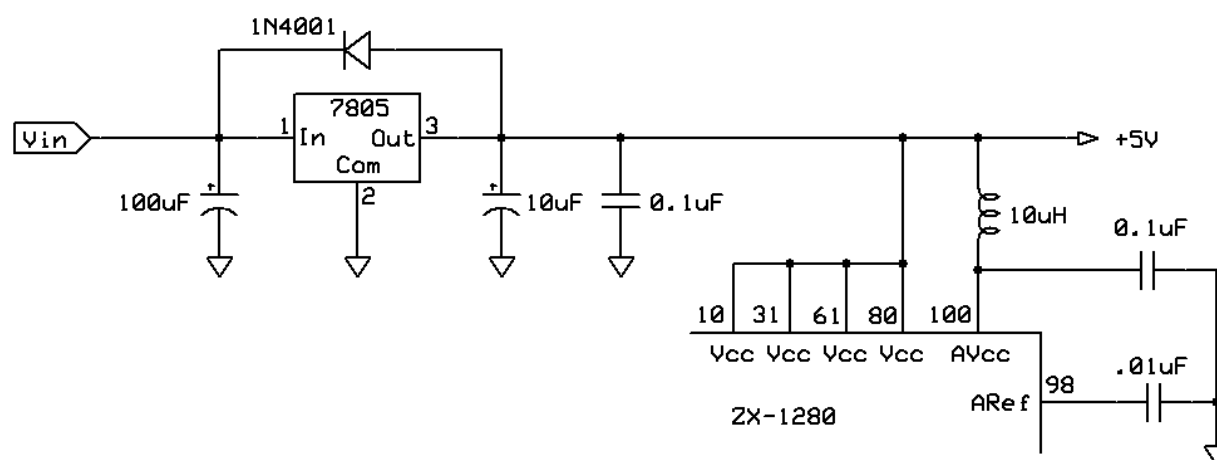 1N4001
7805
Vin
1
In
Out
3
+5V
Com
2
100uF
+
10uF
+
0.1uF
10uH
0.1uF
10
31
61
80
100
Vcc
Vcc
Vcc
Vcc
AVcc
.01uF
98
ARef
ZX-1280